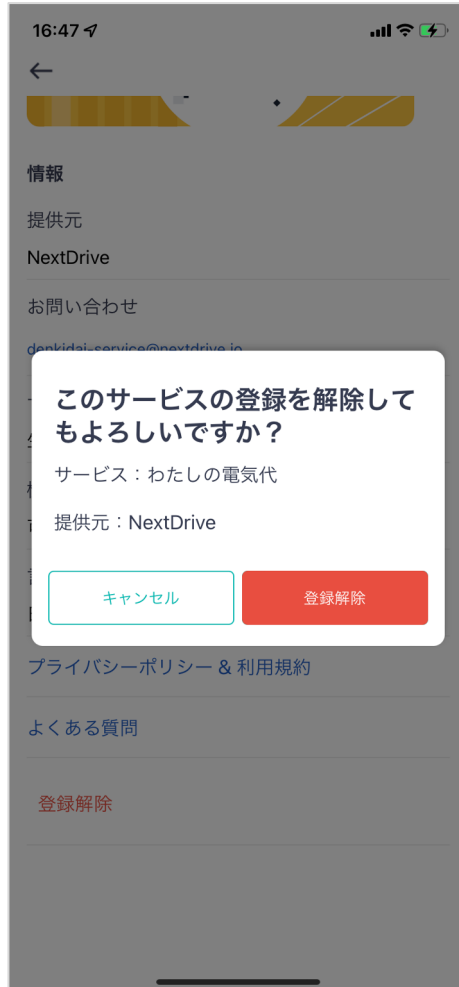 16:47
情報
提供元
NextDrive
お問い合わせ
denkidai-service@nextdrive.io
このサービスの登録を解除して
もよろしいですか？
サービス：わたしの電気代
提供元：NextDrive
キャンセル
登録解除
プライバシーポリシー & 利用規約
よくある質問
登録解除